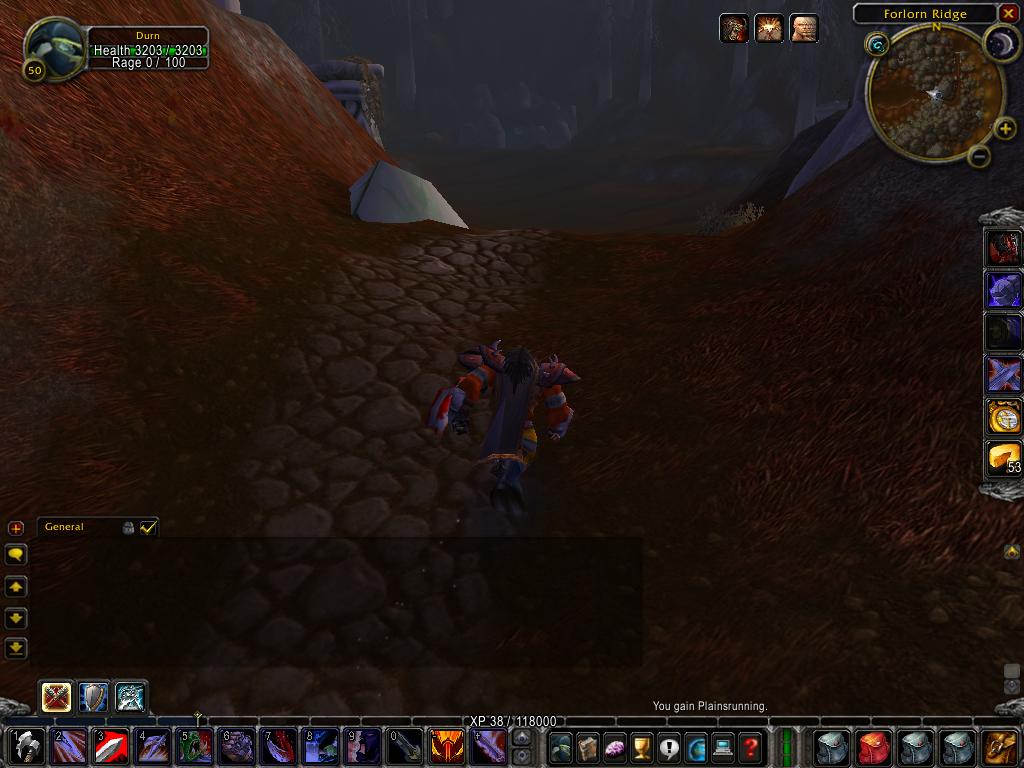 Durn
Health 3203 / 3203
Rage 0 / 100
50
Forlorn Ridge
N
53
General
You gain Plainsrunning.
XP 38 / 118000
1 2 3 4 5 6 7 8 9 0 -